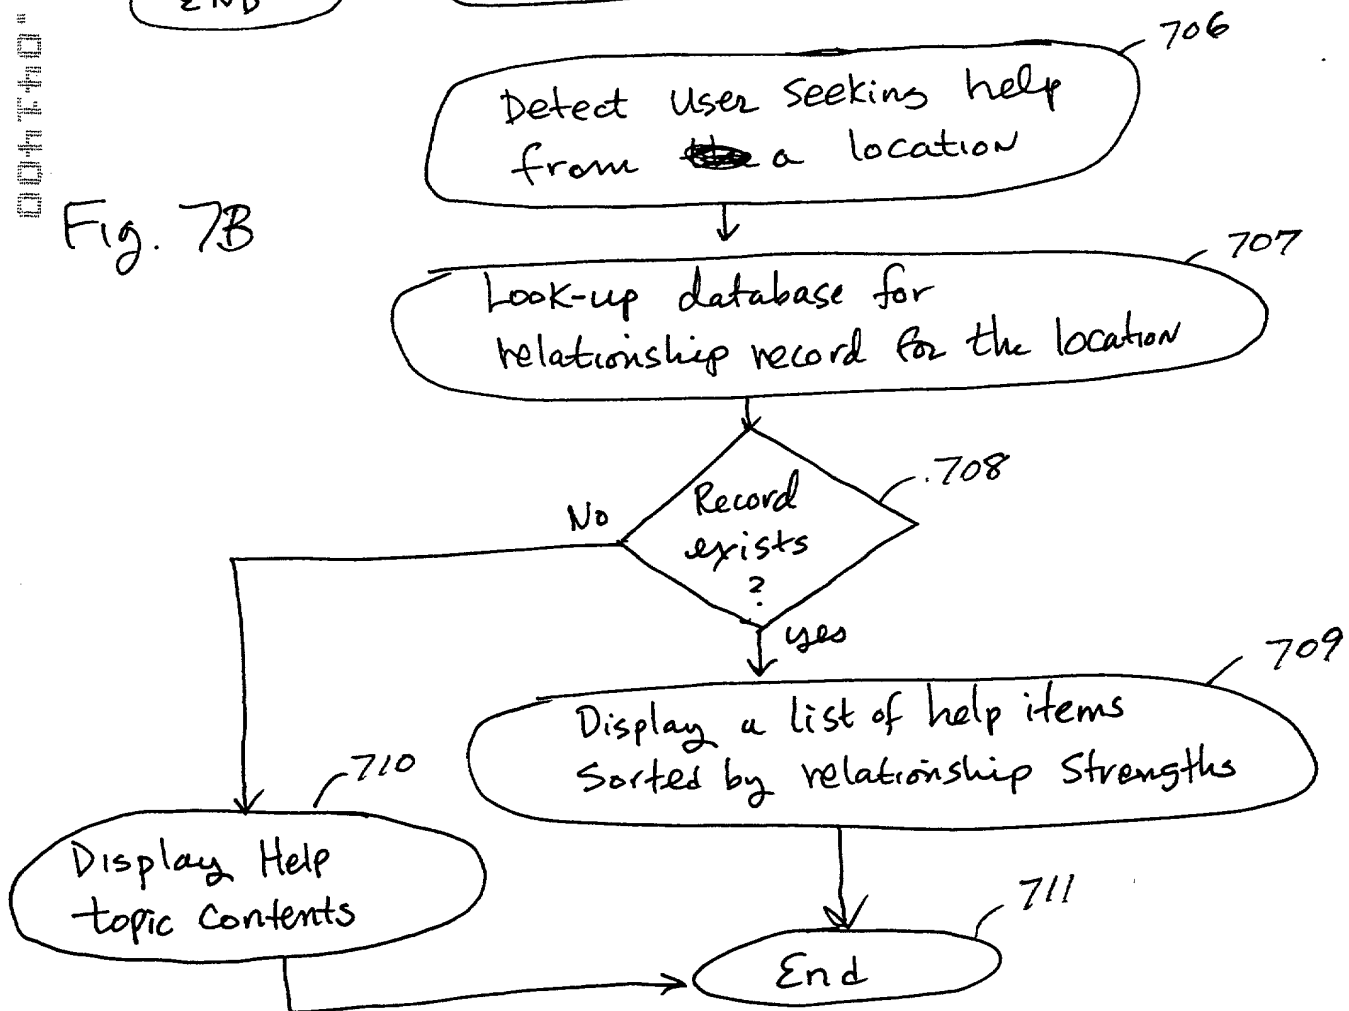 END
706
Detect User Seeking help
from a location
Fig. 7B
707
Look-up database for
relationship record for the location
708
No
Record
exists
?
yes
709
Display a list of help items
Sorted by relationship Strengths
710
Display Help
topic Contents
711
End